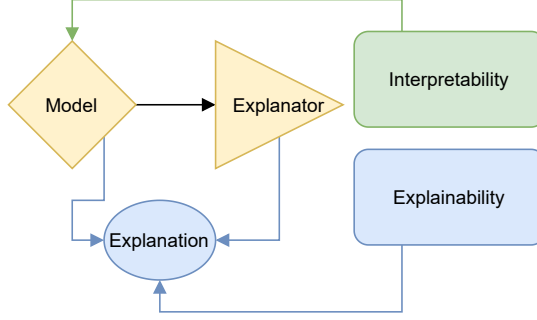 Model
Explanator
Interpretability
Explainability
Explanation